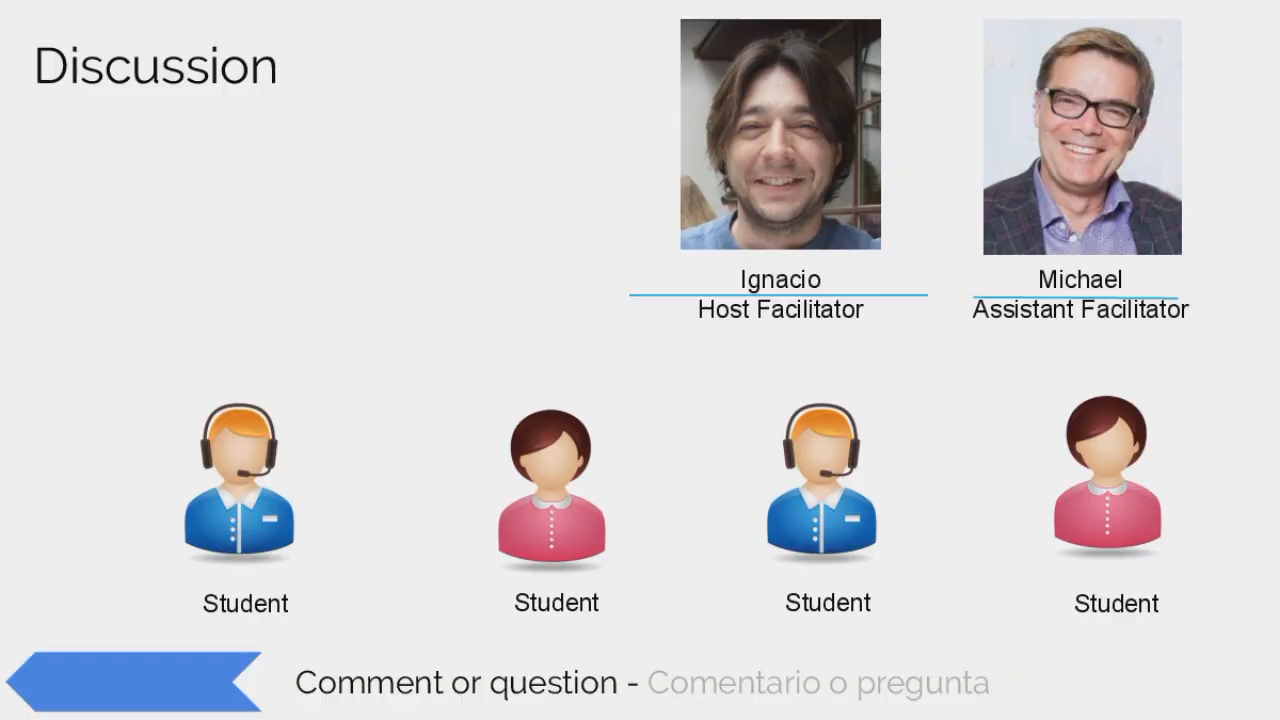 Discussion
Ignacio
Host Facilitator
Michael
Assistant Facilitator
Student
Student
Student
Student
Comment or question - Comentario o pregunta